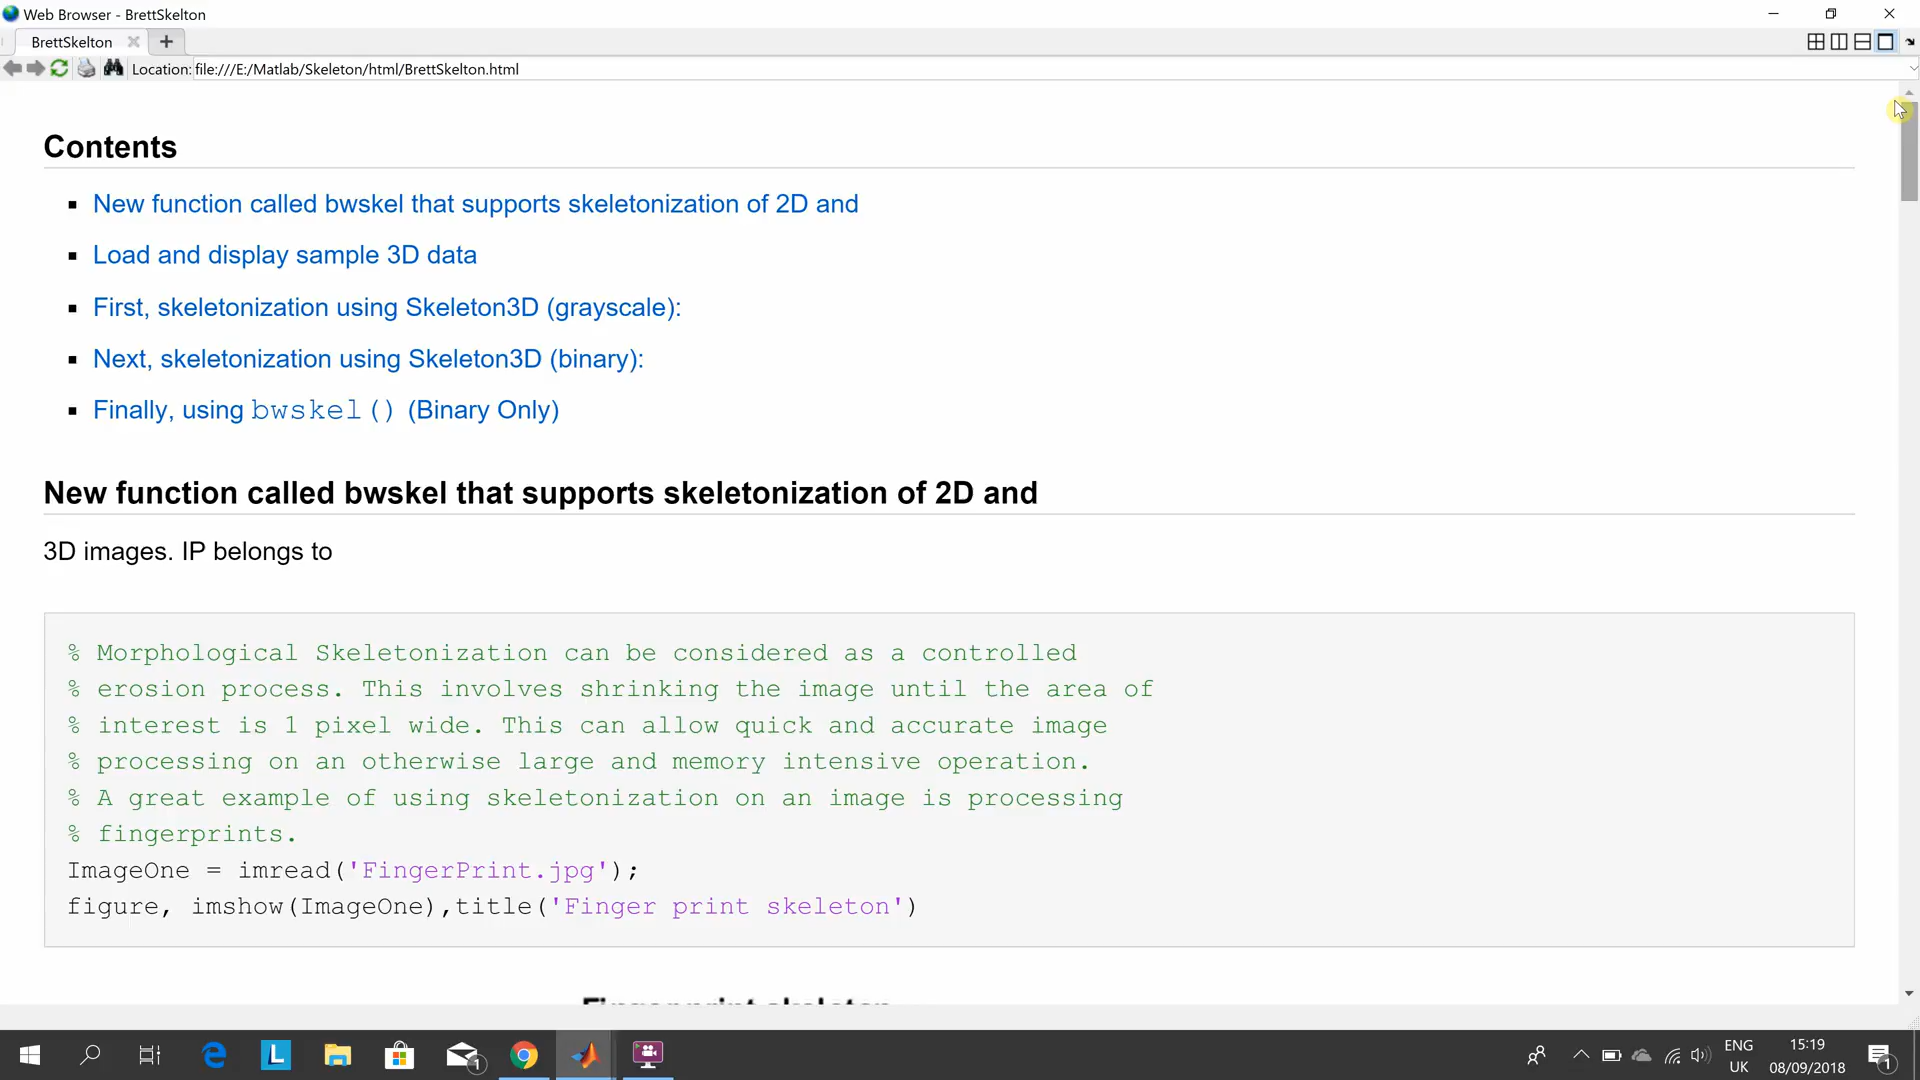 Web Browser - BrettSkelton
BrettSkelton
Location: file:///E:/Matlab/Skeleton/html/BrettSkelton.html
Contents
New function called bwskel that supports skeletonization of 2D and
Load and display sample 3D data
First, skeletonization using Skeleton3D (grayscale):
Next, skeletonization using Skeleton3D (binary):
Finally, using bwskel() (Binary Only)
New function called bwskel that supports skeletonization of 2D and
3D images. IP belongs to
% Morphological Skeletonization can be considered as a controlled
% erosion process. This involves shrinking the image until the area of
% interest is 1 pixel wide. This can allow quick and accurate image
% processing on an otherwise large and memory intensive operation.
% A great example of using skeletonization on an image is processing
% fingerprints.
ImageOne = imread('FingerPrint.jpg');
figure, imshow(ImageOne),title('Finger print skeleton')
Finger print skeleton
L
1
ENG
UK
15:19
08/09/2018
1